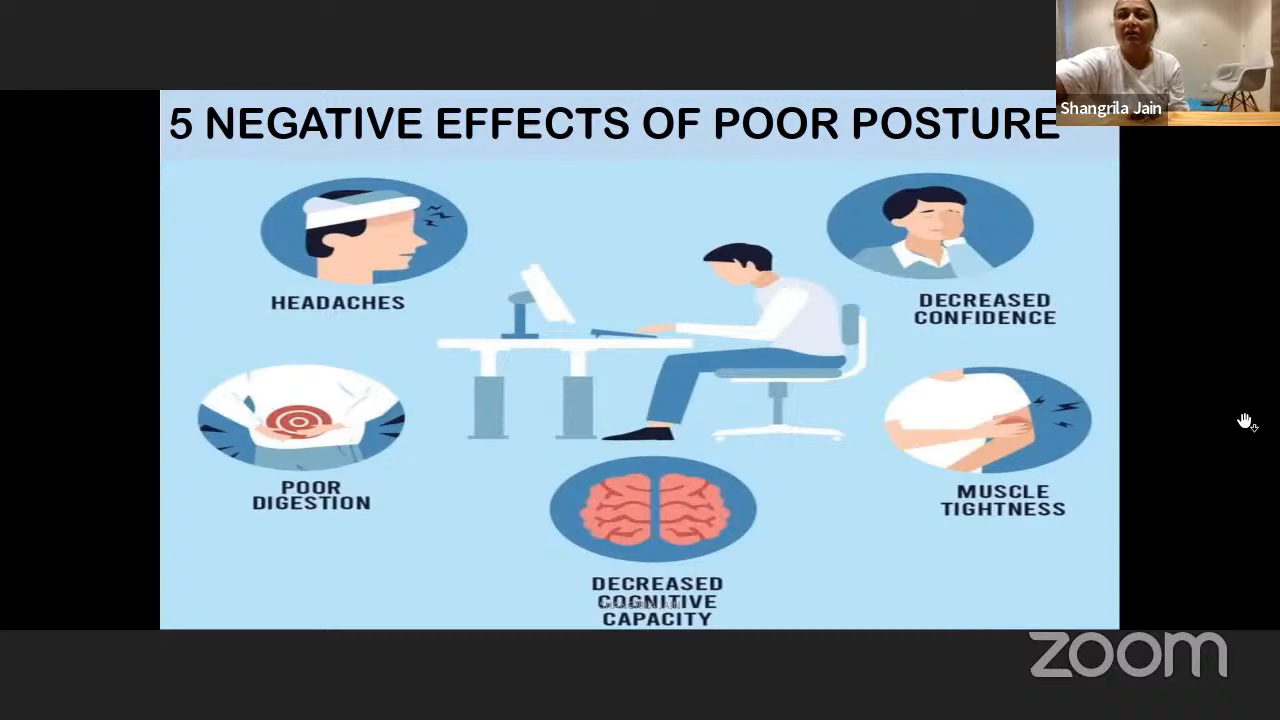 5 NEGATIVE EFFECTS OF POOR POSTURE
Shangrila Jain
HEADACHES
DECREASED
CONFIDENCE
POOR
DIGESTION
MUSCLE
TIGHTNESS
DECREASED
COGNITIVE
CAPACITY
zoom